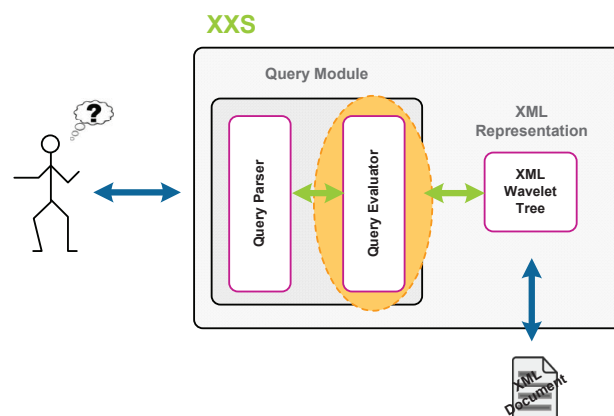 XXS
Query Module
?
XML
Representation
Query Parser
Query Evaluator
XML
Wavelet
Tree
XML
Document